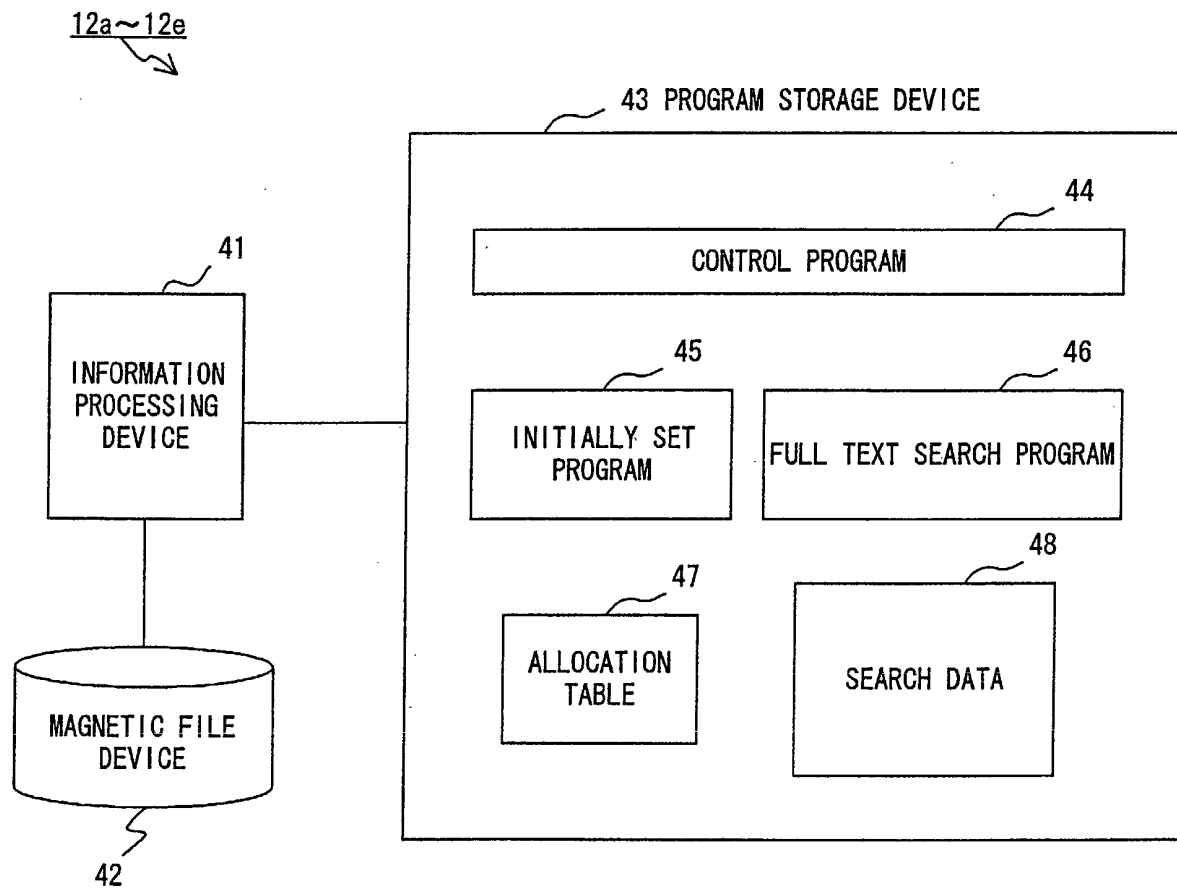 12a~12e
43 PROGRAM STORAGE DEVICE
44
CONTROL PROGRAM
41
INFORMATION
PROCESSING
DEVICE
45
INITIALLY SET
PROGRAM
46
FULL TEXT SEARCH PROGRAM
47
ALLOCATION
TABLE
48
SEARCH DATA
MAGNETIC FILE
DEVICE
42